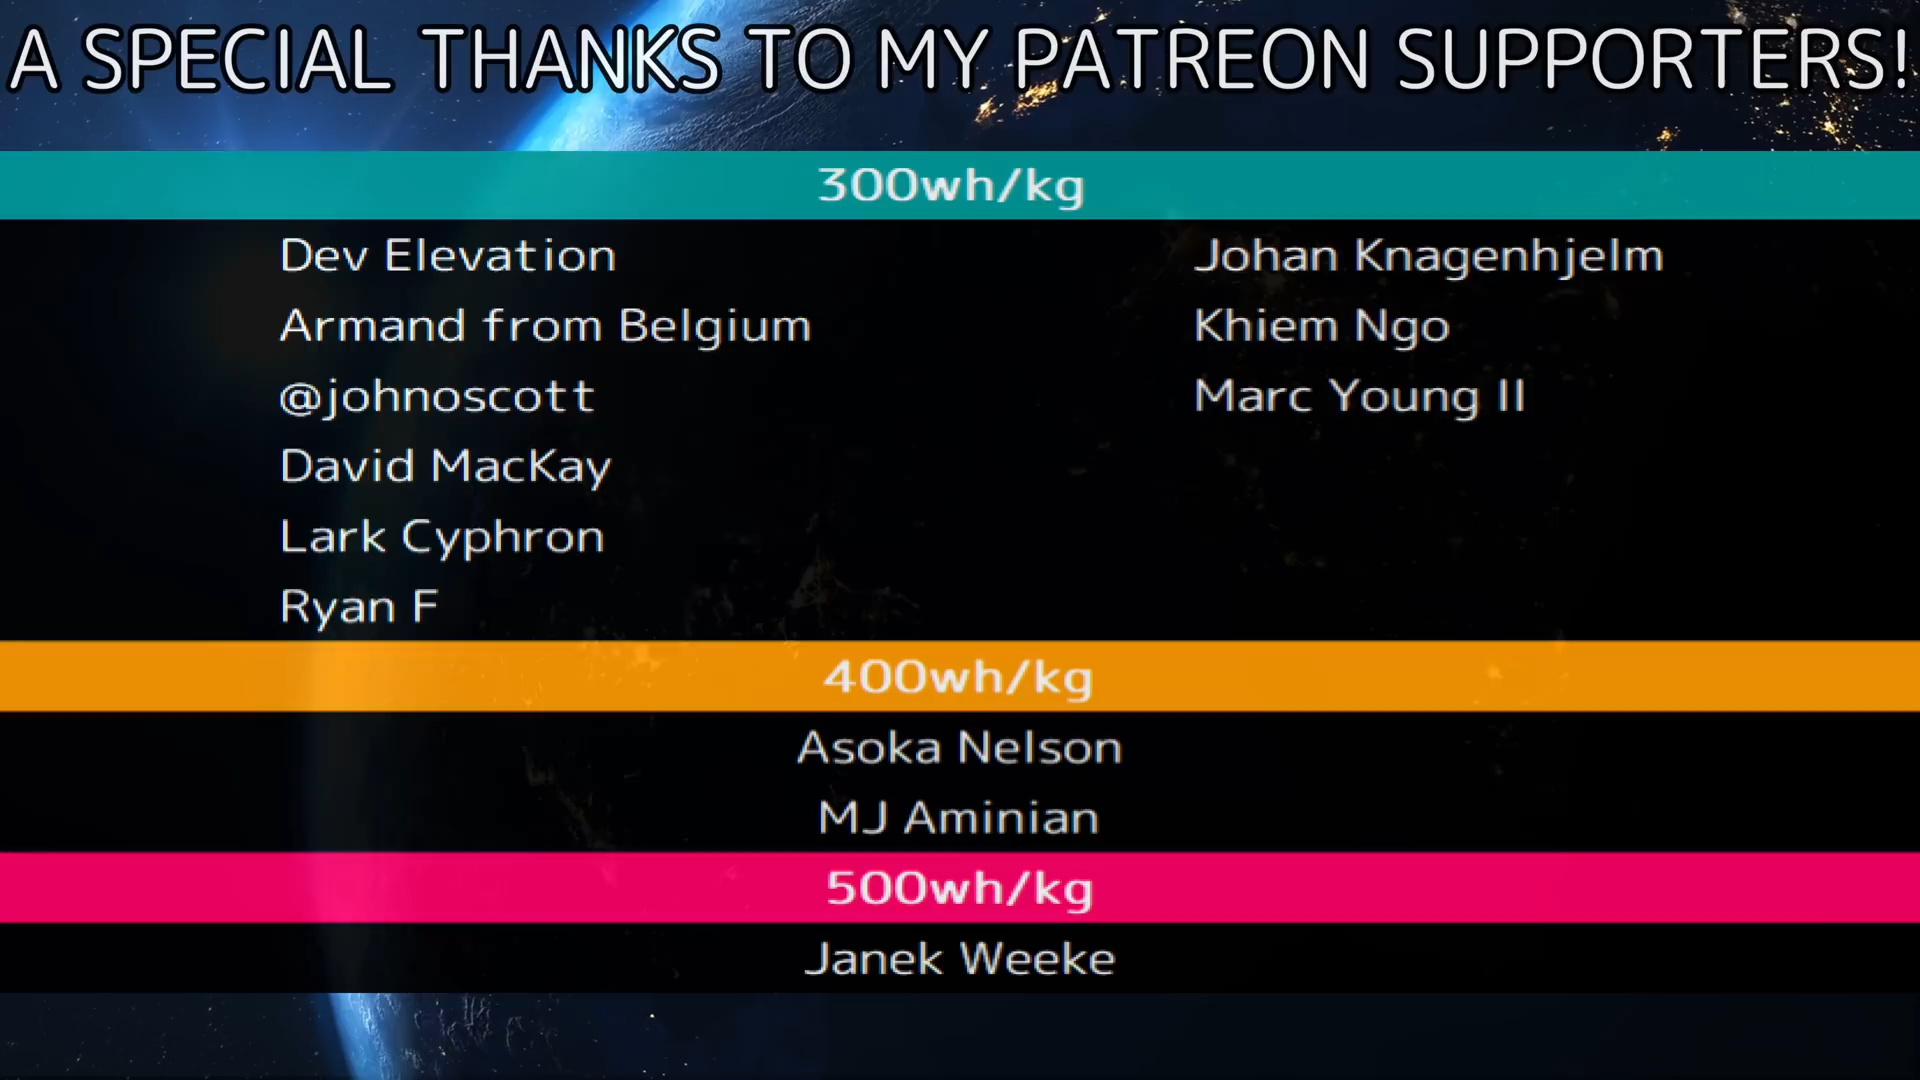 A SPECIAL THANKS TO MY PATREON SUPPORTERS!
300wh/kg
Dev Elevation
Armand from Belgium
@johnoscott
David MacKay
Lark Cyphron
Ryan F
Johan Knagenhjelm
Khiem Ngo
Marc Young II
400wh/kg
Asoka Nelson
MJ Aminian
500wh/kg
Janek Weeke